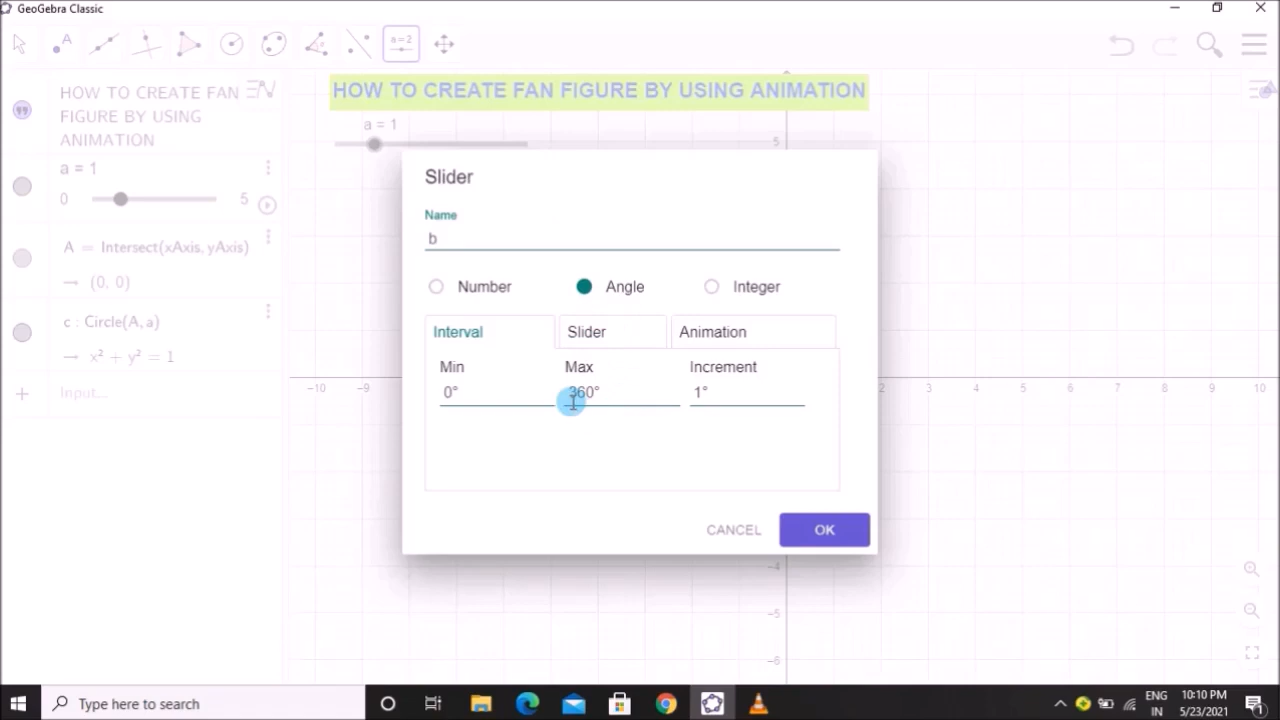 GeoGebra Classic
A
a=2
HOW TO CREATE FAN
FIGURE BY USING
ANIMATION
a = 1
0
5
A = Intersect(xAxis, yAxis)
→ (0, 0)
c : Circle(A, a)
→ x² + y² = 1
+ Input...
HOW TO CREATE FAN FIGURE BY USING ANIMATION
a = 1
5
Slider
Name
b
Number
Angle
Integer
Interval
Slider
Animation
Min
Max
Increment
0°
360°
1°
CANCEL
OK
-10
-9
2
3
4
5
6
7
8
9
10
-4
-5
-6
Type here to search
ENG
IN
10:10 PM
5/23/2021
1